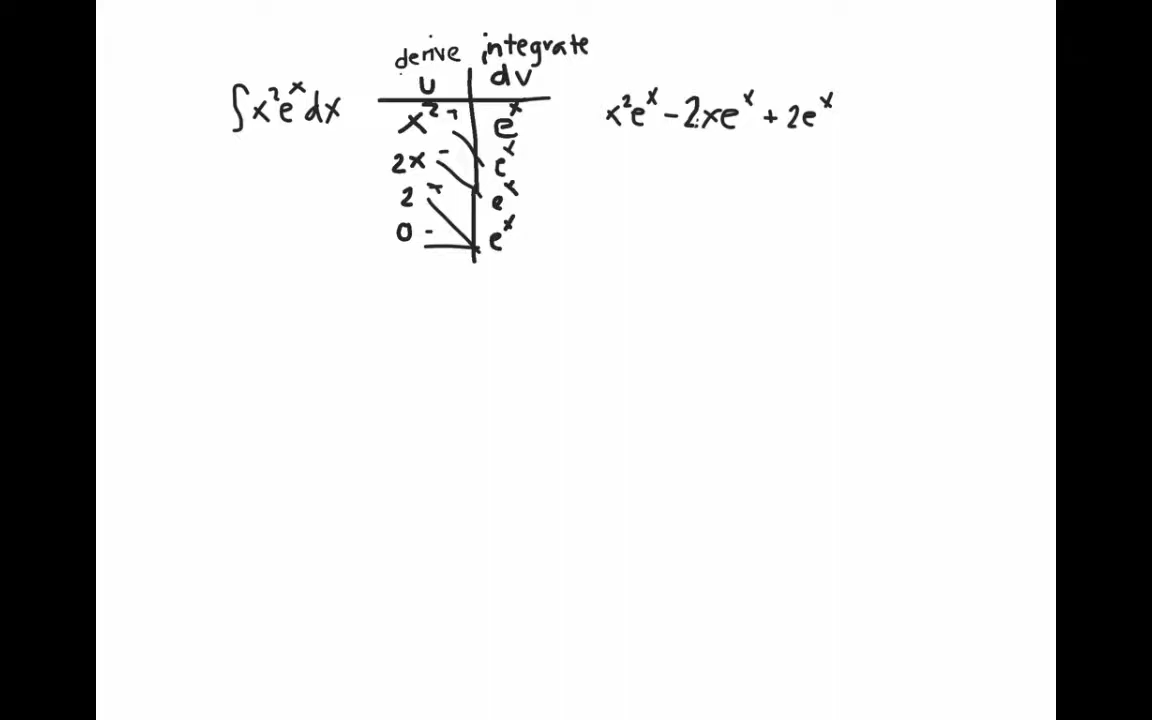 derive integrate
u dv
∫x²eˣdx
x² + eˣ
2x - eˣ
2 + eˣ
0 - eˣ
x²eˣ - 2xeˣ + 2eˣ